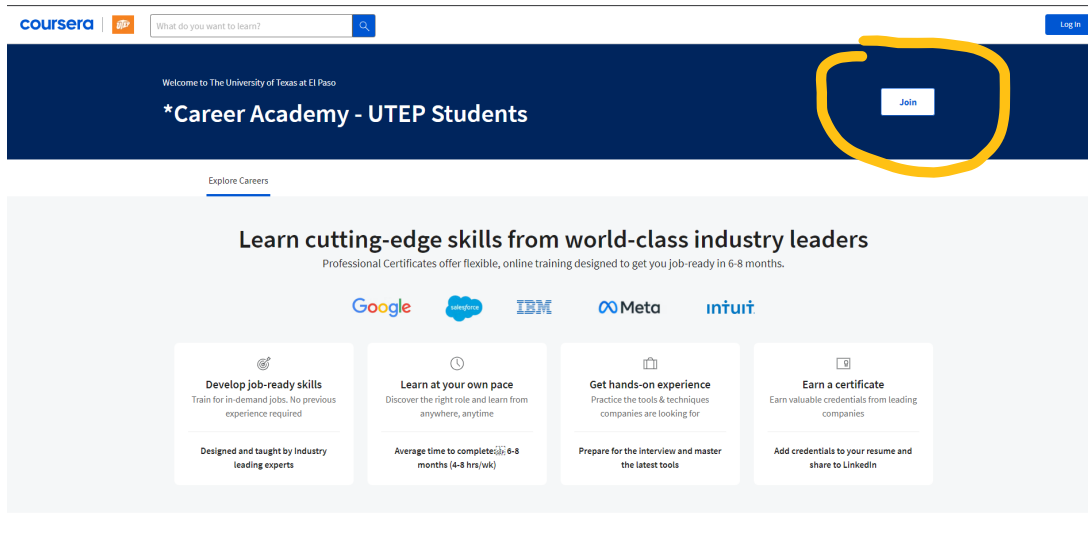 coursera
UTEP
What do you want to learn?
Log In
Welcome to The University of Texas at El Paso
*Career Academy - UTEP Students
Join
Explore Careers
Learn cutting-edge skills from world-class industry leaders
Professional Certificates offer flexible, online training designed to get you job-ready in 6-8 months.
Google
salesforce
IBM
Meta
intuit
Develop job-ready skills
Train for in-demand jobs. No previous
experience required
Designed and taught by Industry
leading experts
Learn at your own pace
Discover the right role and learn from
anywhere, anytime
Average time to complete: 6-8
months (4-8 hrs/wk)
Get hands-on experience
Practice the tools & techniques
companies are looking for
Prepare for the interview and master
the latest tools
Earn a certificate
Earn valuable credentials from leading
companies
Add credentials to your resume and
share to LinkedIn